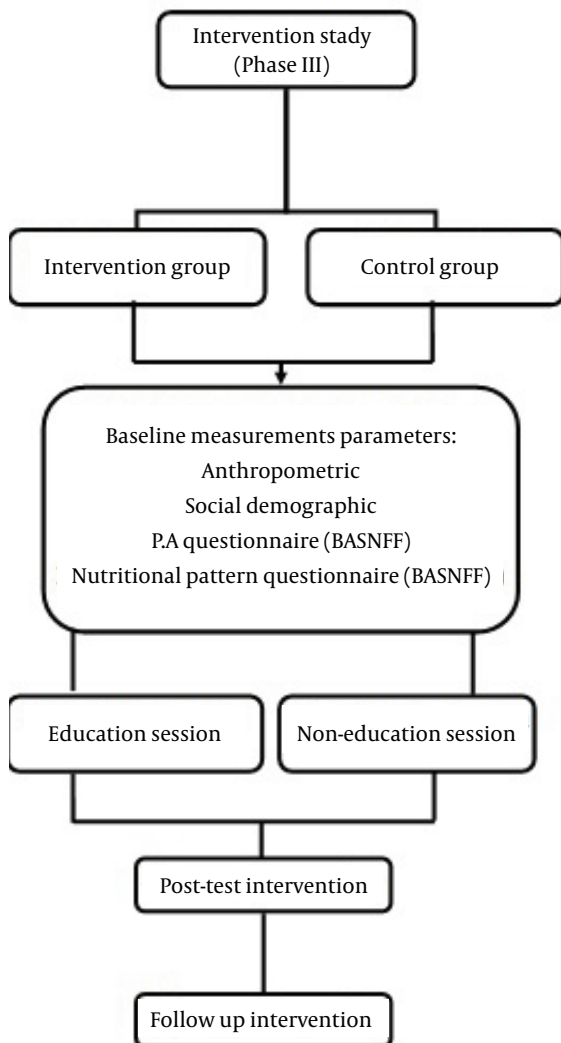 Intervention stady
(Phase III)
Intervention group
Control group
Baseline measurements parameters:
Anthropometric
Social demographic
P.A questionnaire (BASNFF)
Nutritional pattern questionnaire (BASNFF)
Education session
Non-education session
Post-test intervention
Follow up intervention